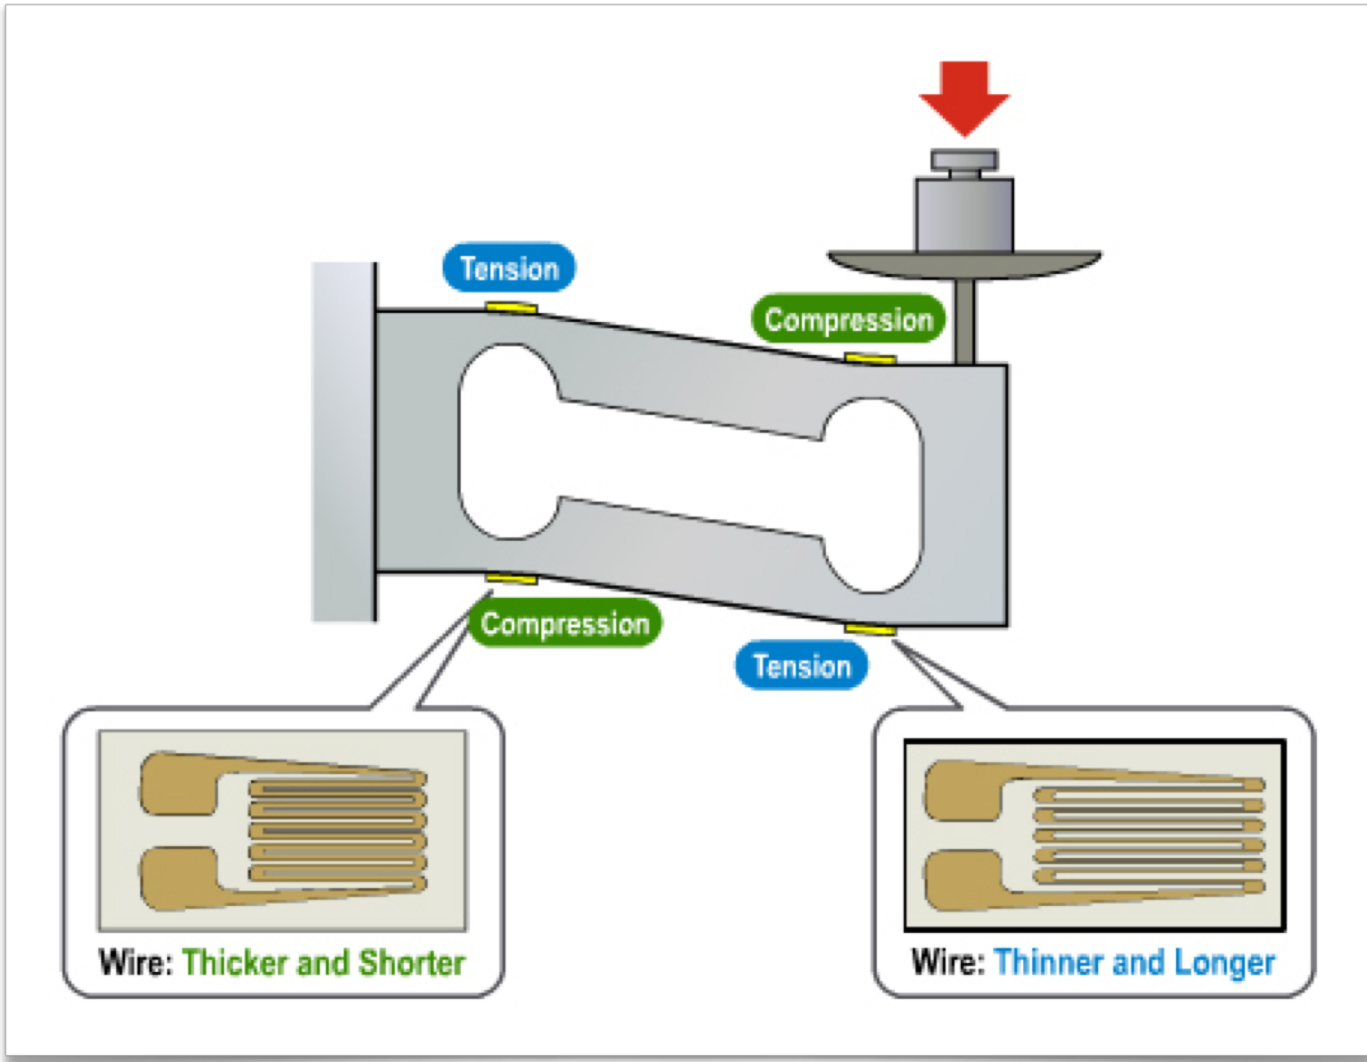 Tension
Compression
Compression
Tension
Wire: Thicker and Shorter
Wire: Thinner and Longer